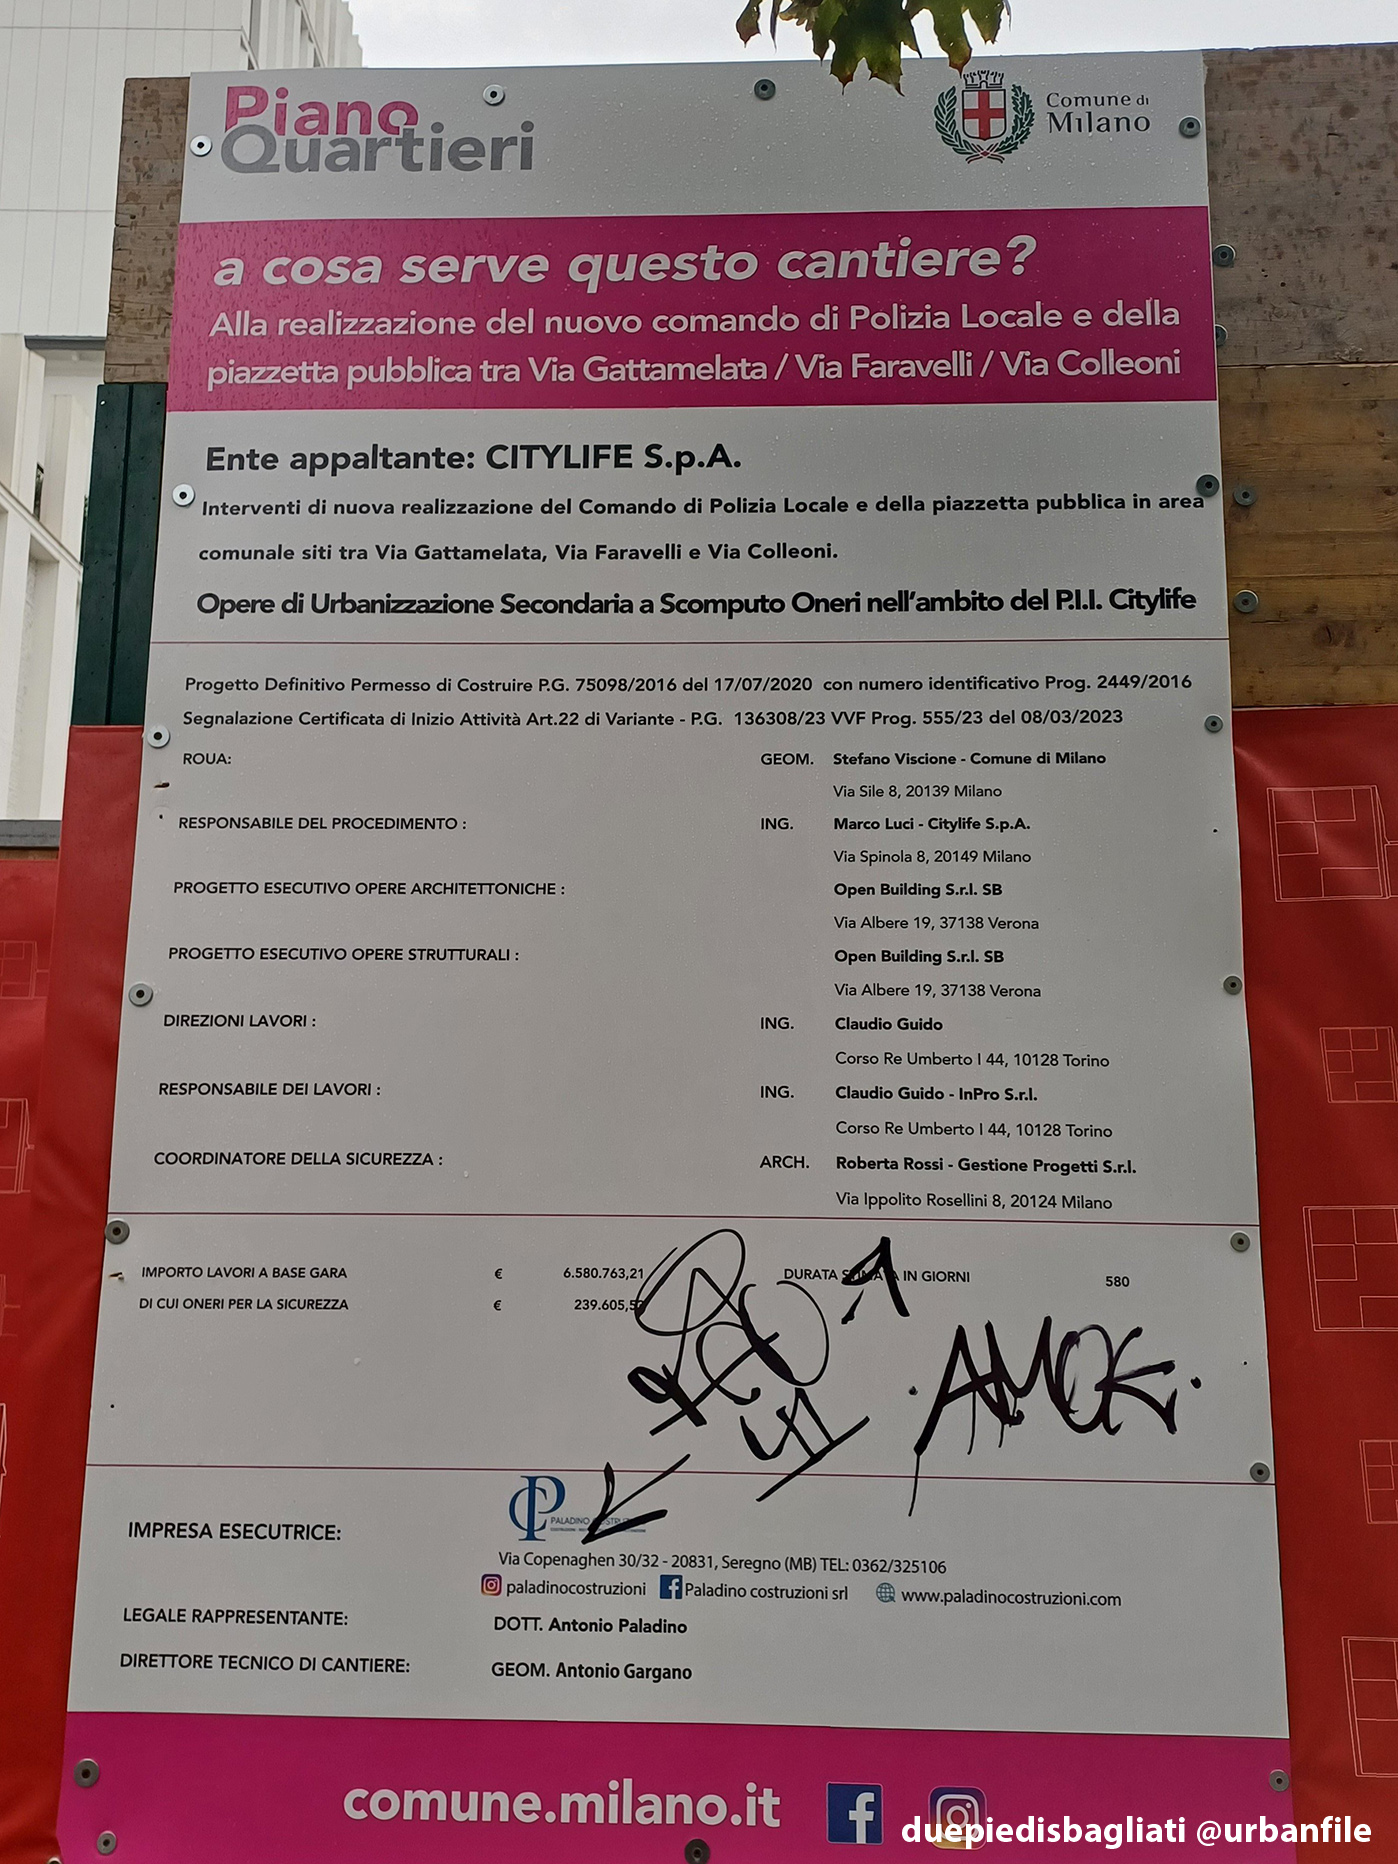 Piano
Quartieri
Comune di
Milano
a cosa serve questo cantiere?
Alla realizzazione del nuovo comando di Polizia Locale e della
piazzetta pubblica tra Via Gattamelata / Via Faravelli / Via Colleoni
Ente appaltante: CITYLIFE S.p.A.
Interventi di nuova realizzazione del Comando di Polizia Locale e della piazzetta pubblica in area
comunale siti tra Via Gattamelata, Via Faravelli e Via Colleoni.
Opere di Urbanizzazione Secondaria a Scomputo Oneri nell'ambito del P.I.I. Citylife
Progetto Definitivo Permesso di Costruire P.G. 75098/2016 del 17/07/2020 con numero identificativo Prog. 2449/2016
Segnalazione Certificata di Inizio Attività Art.22 di Variante - P.G. 136308/23 VVF Prog. 555/23 del 08/03/2023
ROUA: GEOM. Stefano Viscione - Comune di Milano
Via Sile 8, 20139 Milano
RESPONSABILE DEL PROCEDIMENTO : ING. Marco Luci - Citylife S.p.A.
Via Spinola 8, 20149 Milano
PROGETTO ESECUTIVO OPERE ARCHITETTONICHE : Open Building S.r.l. SB
Via Albere 19, 37138 Verona
PROGETTO ESECUTIVO OPERE STRUTTURALI : Open Building S.r.l. SB
Via Albere 19, 37138 Verona
DIREZIONI LAVORI : ING. Claudio Guido
Corso Re Umberto I 44, 10128 Torino
RESPONSABILE DEI LAVORI : ING. Claudio Guido - InPro S.r.l.
Corso Re Umberto I 44, 10128 Torino
COORDINATORE DELLA SICUREZZA : ARCH. Roberta Rossi - Gestione Progetti S.r.l.
Via Ippolito Rosellini 8, 20124 Milano
IMPORTO LAVORI A BASE GARA € 6.580.763,21 DURATA STIMATA IN GIORNI 580
DI CUI ONERI PER LA SICUREZZA €
AMOK
IMPRESA ESECUTRICE: CP PALADINO COSTRUZIONI
Via Copenaghen 30/32 - 20831, Seregno (MB) TEL: 0362/325106
paladinocostruzioni Paladino costruzioni srl www.paladinocostruzioni.com
LEGALE RAPPRESENTANTE: DOTT. Antonio Paladino
DIRETTORE TECNICO DI CANTIERE: GEOM. Antonio Gargano
comune.milano.it
duepiedisbagliati @urbanfile